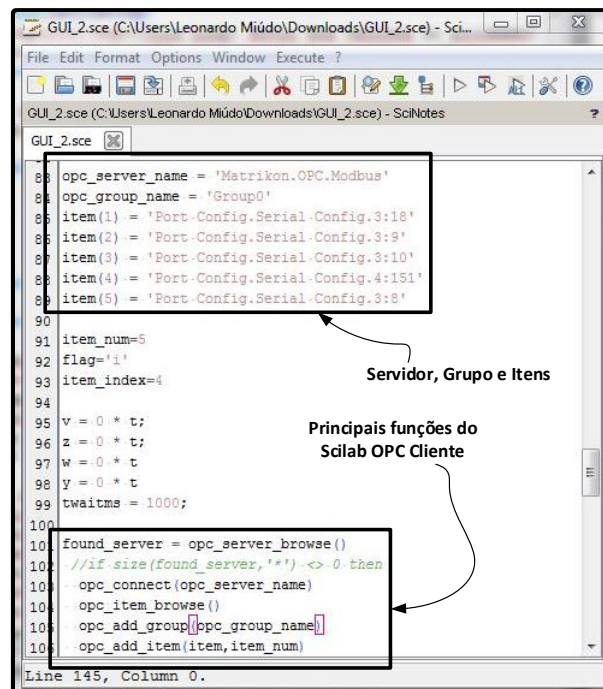 GUI_2.sce (C:\Users\Leonardo Miúdo\Downloads\GUI_2.sce) - Sci...
File Edit Format Options Window Execute ?
GUI_2.sce (C:\Users\Leonardo Miúdo\Downloads\GUI_2.sce) - SciNotes ?
GUI_2.sce
83 opc_server_name = 'Matrikon.OPC.Modbus'
84 opc_group_name = 'Group0'
85 item(1) = 'Port Config.Serial Config.3:18'
86 item(2) = 'Port Config.Serial Config.3:9'
87 item(3) = 'Port Config.Serial Config.3:10'
88 item(4) = 'Port Config.Serial Config.4:151'
89 item(5) = 'Port Config.Serial Config.3:8'
90
91 item_num=5
92 flag='i'
93 item_index=4
Servidor, Grupo e Itens
94
95 v = 0 * t;
96 z = 0 * t;
97 w = 0 * t
98 y = 0 * t
99 twaitms = 1000;
Principais funções do
Scilab OPC Cliente
100
101 found_server = opc_server_browse()
102 //if size(found_server,'*') <> 0 then
103 opc_connect(opc_server_name)
104 opc_item_browse()
105 opc_add_group(opc_group_name)
106 opc_add_item(item,item_num)
Line 145, Column 0.